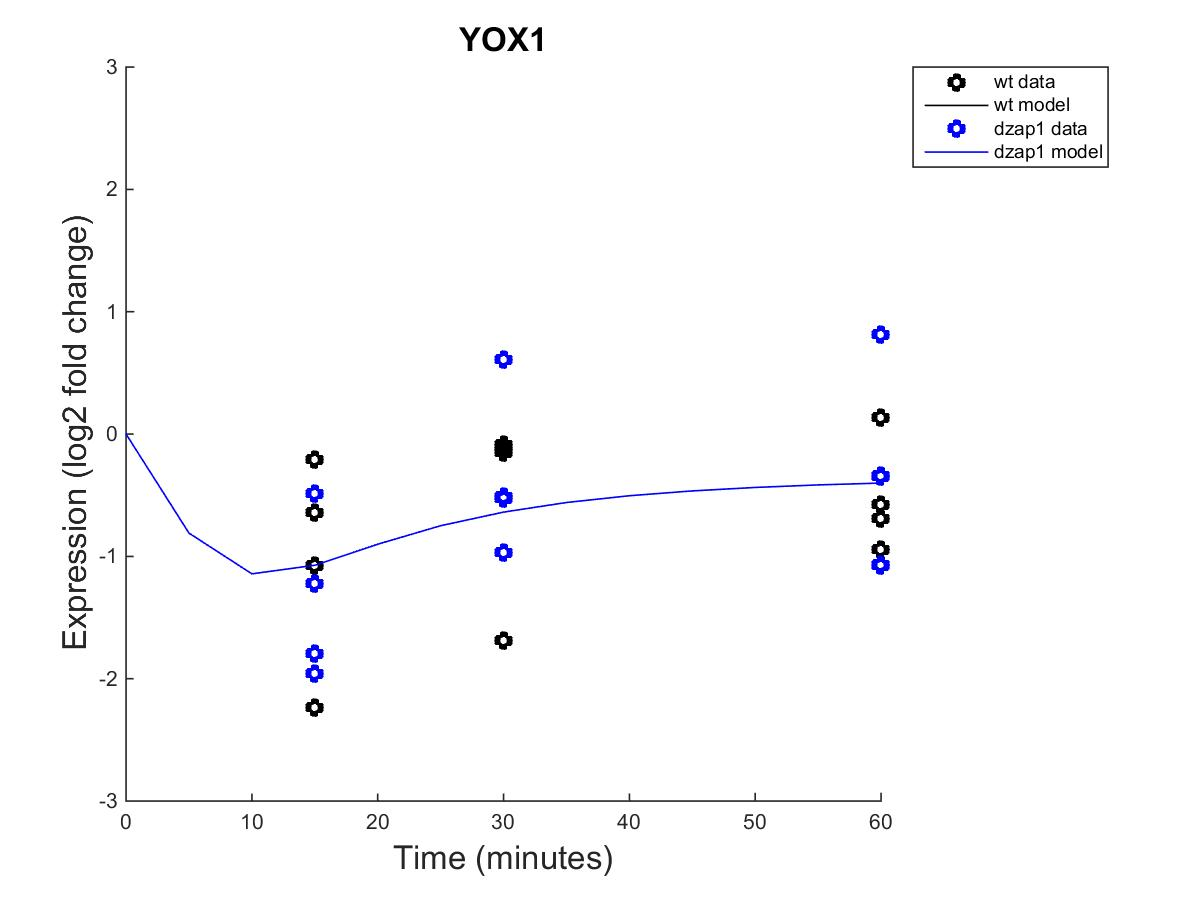 YOX1
3
2
1
0
-1
-2
-3
Expression (log2 fold change)
0 10 20 30 40 50 60
Time (minutes)
wt data
wt model
dzap1 data
dzap1 model